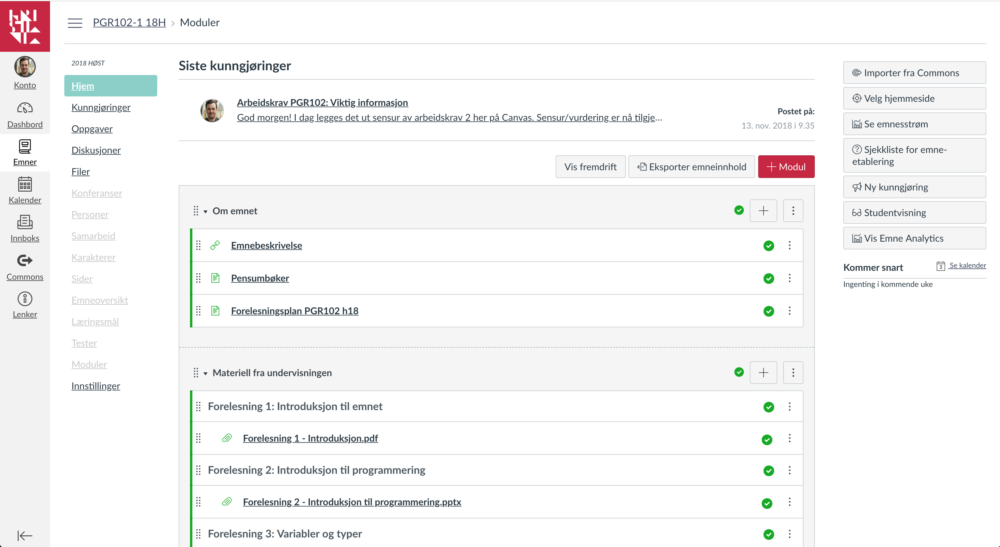 PGR102-1 18H > Moduler
Konto
Dashbord
Emner
Kalender
Innboks
Commons
Lenker
2018 HØST
Hjem
Kunngjøringer
Oppgaver
Diskusjoner
Filer
Konferanser
Personer
Samarbeid
Karakterer
Sider
Emneoversikt
Læringsmål
Tester
Moduler
Innstillinger
Siste kunngjøringer
Arbeidskrav PGR102: Viktig informasjon
God morgen! I dag legges det ut sensur av arbeidskrav 2 her på Canvas. Sensur/vurdering er nå tilgje...
Postet på:
13. nov. 2018 i 9.35
Vis fremdrift
Eksporter emneinnhold
+ Modul
Om emnet
Emnebeskrivelse
Pensumbøker
Forelesningsplan PGR102 h18
Materiell fra undervisningen
Forelesning 1: Introduksjon til emnet
Forelesning 1 - Introduksjon.pdf
Forelesning 2: Introduksjon til programmering
Forelesning 2 - Introduksjon til programmering.pptx
Forelesning 3: Variabler og typer
Importer fra Commons
Velg hjemmeside
Se emnesstrøm
Sjekkliste for emne-
etablering
Ny kunngjøring
Studentvisning
Vis Emne Analytics
Kommer snart
3 Se kalender
Ingenting i kommende uke